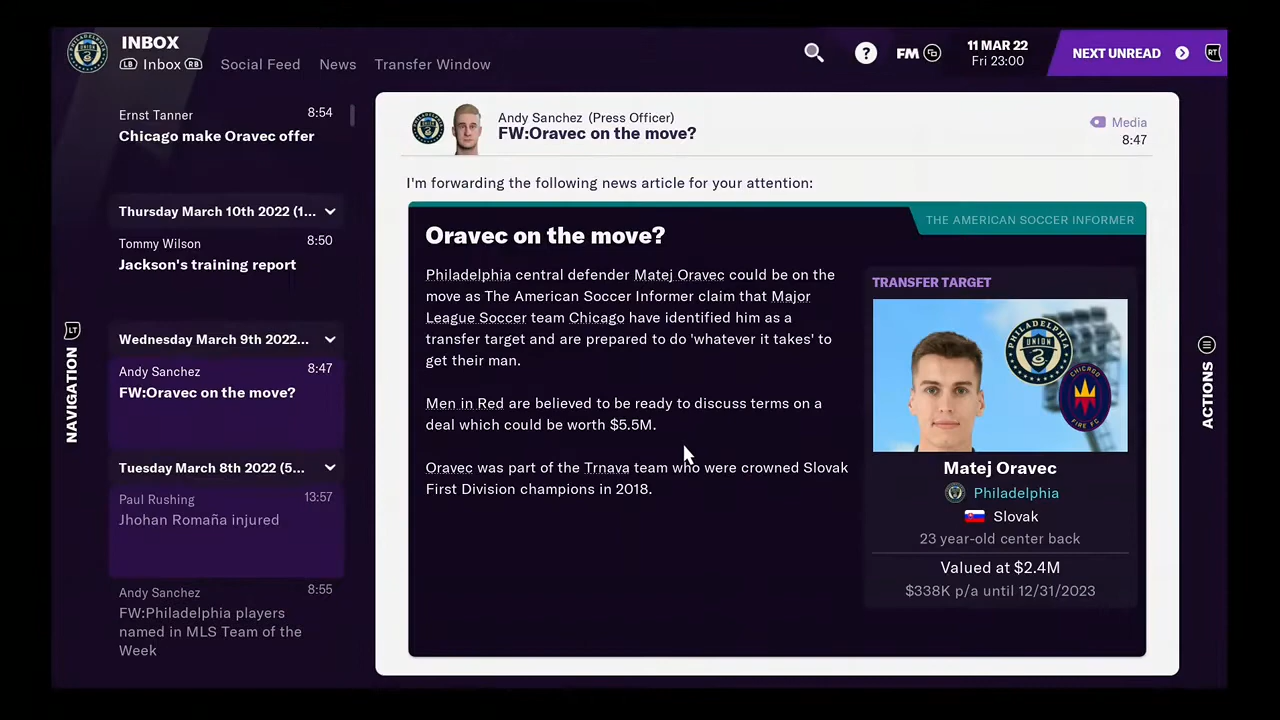 INBOX
LB Inbox RB Social Feed News Transfer Window
? FM 11 MAR 22
Fri 23:00
NEXT UNREAD RT
Ernst Tanner 8:54
Chicago make Oravec offer
Thursday March 10th 2022 (1...
Tommy Wilson 8:50
Jackson's training report
Wednesday March 9th 2022...
Andy Sanchez 8:47
FW:Oravec on the move?
Tuesday March 8th 2022 (5...
Paul Rushing 13:57
Jhohan Romaña injured
Andy Sanchez 8:55
FW:Philadelphia players
named in MLS Team of the
Week
LT
NAVIGATION
Andy Sanchez (Press Officer)
FW:Oravec on the move?
Media
8:47
I'm forwarding the following news article for your attention:
THE AMERICAN SOCCER INFORMER
Oravec on the move?
Philadelphia central defender Matej Oravec could be on the
move as The American Soccer Informer claim that Major
League Soccer team Chicago have identified him as a
transfer target and are prepared to do 'whatever it takes' to
get their man.
Men in Red are believed to be ready to discuss terms on a
deal which could be worth $5.5M.
Oravec was part of the Trnava team who were crowned Slovak
First Division champions in 2018.
TRANSFER TARGET
PHILADELPHIA
UNION
CHICAGO
FIRE FC
Matej Oravec
Philadelphia
Slovak
23 year-old center back
Valued at $2.4M
$338K p/a until 12/31/2023
ACTIONS